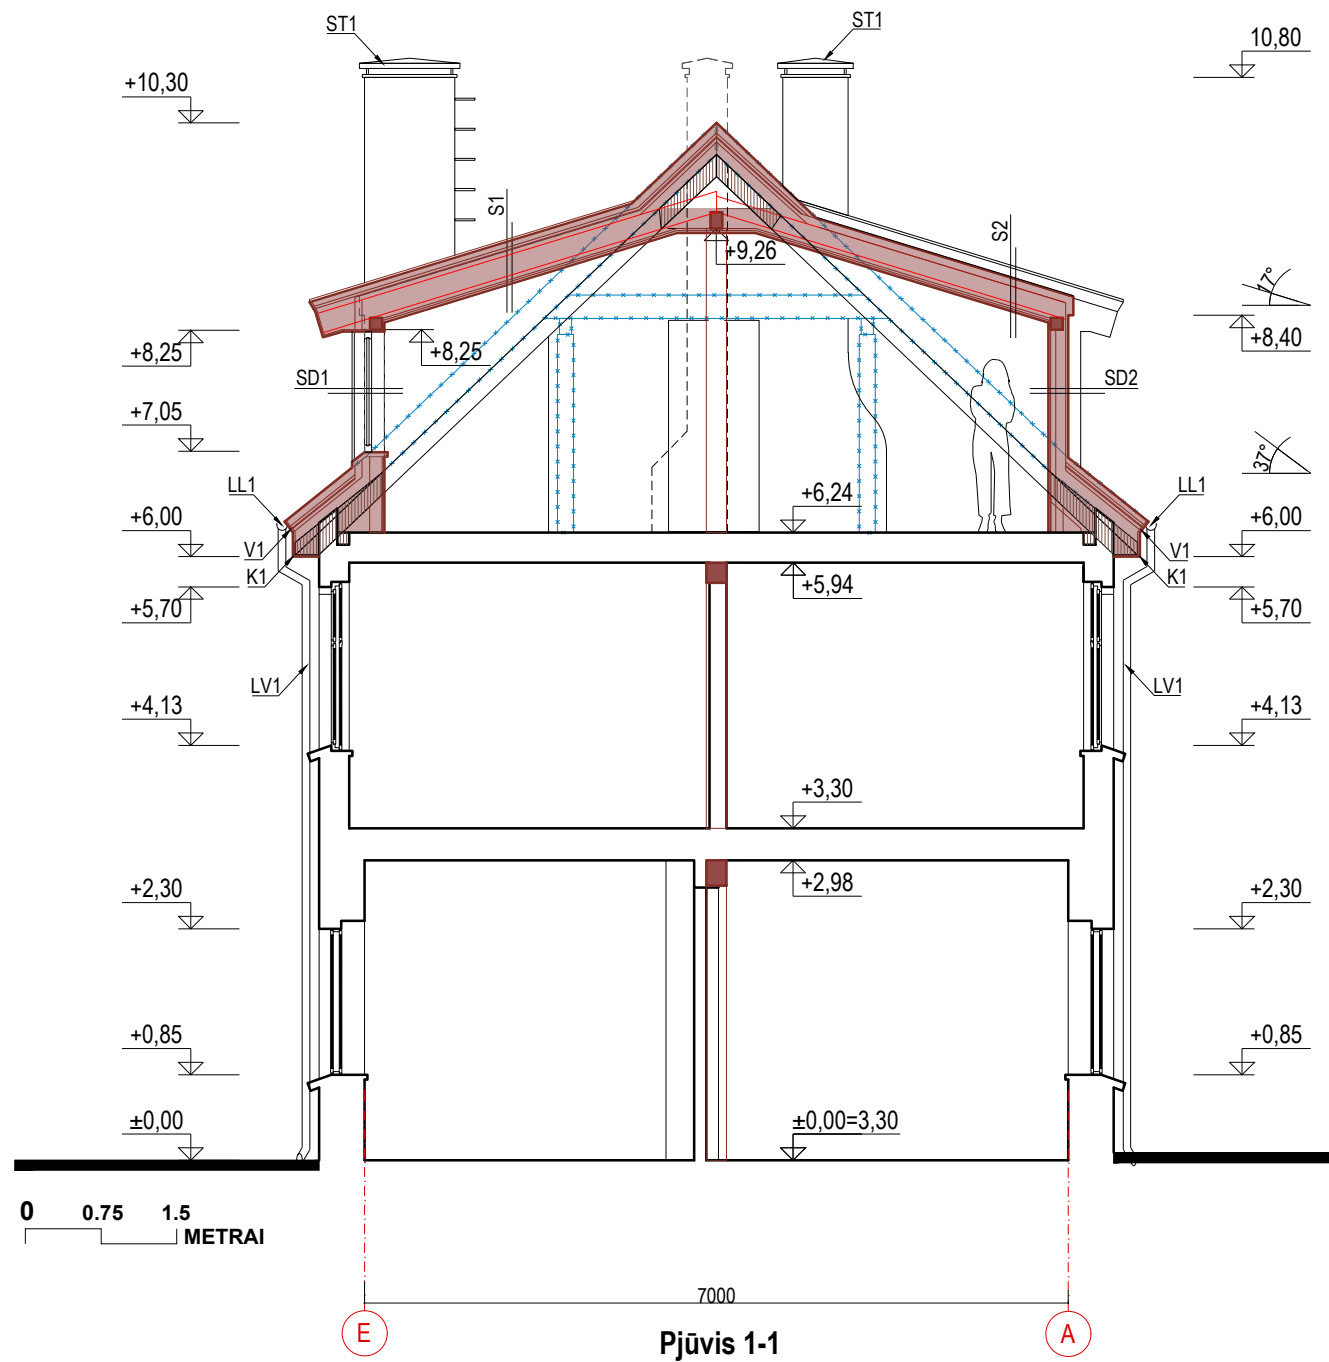 ST1
ST1
10,80
+10,30
S1
S2
+9,26
17°
+8,25
+8,25
+8,40
SD1
SD2
+7,05
37°
LL1
+6,24
LL1
+6,00
+6,00
V1
V1
K1
K1
+5,70
+5,94
+5,70
LV1
LV1
+4,13
+4,13
+3,30
+2,30
+2,98
+2,30
+0,85
+0,85
±0,00
±0,00=3,30
0 0.75 1.5
METRAI
7000
E
A
Pjūvis 1-1